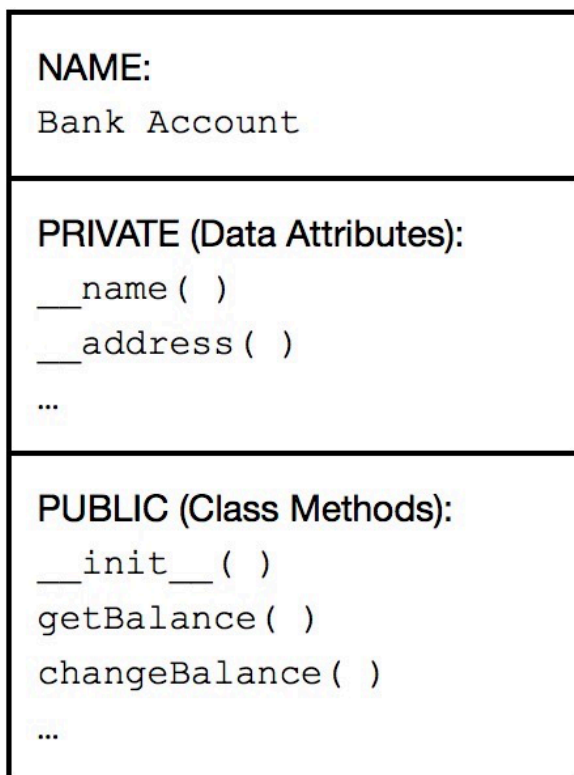 NAME:
Bank Account
PRIVATE (Data Attributes):
__name( )
__address( )
…
PUBLIC (Class Methods):
__init__( )
getBalance( )
changeBalance( )
…